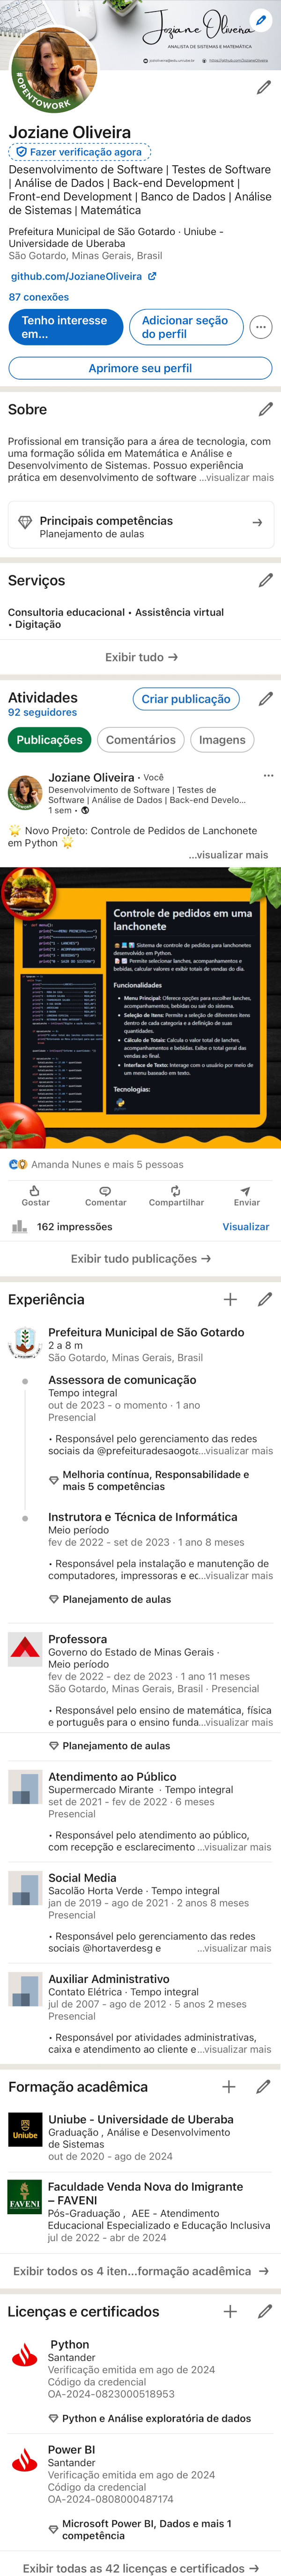 Joziane Oliveira
ANALISTA DE SISTEMAS E MATEMÁTICA
#OPENTOWORK
Joziane Oliveira
Fazer verificação agora
Desenvolvimento de Software | Testes de Software
| Análise de Dados | Back-end Development |
Front-end Development | Banco de Dados | Análise
de Sistemas | Matemática
Prefeitura Municipal de São Gotardo · Uniube -
Universidade de Uberaba
São Gotardo, Minas Gerais, Brasil
github.com/JozianeOliveira
87 conexões
Tenho interesse
em...
Adicionar seção
do perfil
Aprimore seu perfil
Sobre
Profissional em transição para a área de tecnologia, com
uma formação sólida em Matemática e Análise e
Desenvolvimento de Sistemas. Possuo experiência
prática em desenvolvimento de software ...visualizar mais
Principais competências
Planejamento de aulas
Serviços
Consultoria educacional • Assistência virtual
• Digitação
Exibir tudo →
Atividades
Criar publicação
92 seguidores
Publicações
Comentários
Imagens
Joziane Oliveira • Você
Desenvolvimento de Software | Testes de
Software | Análise de Dados | Back-end Develo...
1 sem •
🌟 Novo Projeto: Controle de Pedidos de Lanchonete
em Python 🌟
...visualizar mais
Controle de pedidos em uma
lanchonete
Sistema de controle de pedidos para lanchonetes
desenvolvido em Python.
Permite gerenciar pedidos de lanches, acompanhamentos e
bebidas, calcular valores e exibir totais de vendas do dia.
Funcionalidades
• Menu Principal: Oferece opções para escolher lanches,
acompanhamentos, bebidas ou sair do sistema.
• Seleção de Itens: Permite a seleção de diferentes itens
dentro de cada categoria e a definição de suas
quantidades.
• Cálculo de Totais: Calcula o valor total de lanches,
acompanhamentos e bebidas. Exibe o total geral das
vendas ao final.
• Interface de Texto: Interage com o usuário por meio de
um menu baseado em texto.
Tecnologias:
Amanda Nunes e mais 5 pessoas
Gostar
Comentar
Compartilhar
Enviar
162 impressões
Visualizar
Exibir tudo publicações →
Experiência
Prefeitura Municipal de São Gotardo
2 a 8 m
São Gotardo, Minas Gerais, Brasil
Assessora de comunicação
Tempo integral
out de 2023 - o momento · 1 ano
Presencial
• Responsável pelo gerenciamento das redes
sociais da @prefeituradesaogota...visualizar mais
Melhoria contínua, Responsabilidade e
mais 5 competências
Instrutora e Técnica de Informática
Meio período
fev de 2022 - set de 2023 · 1 ano 8 meses
• Responsável pela instalação e manutenção de
computadores, impressoras e ec...visualizar mais
Planejamento de aulas
Professora
Governo do Estado de Minas Gerais ·
Meio período
fev de 2022 - dez de 2023 · 1 ano 11 meses
São Gotardo, Minas Gerais, Brasil · Presencial
• Responsável pelo ensino de matemática, física
e português para o ensino funda...visualizar mais
Planejamento de aulas
Atendimento ao Público
Supermercado Mirante · Tempo integral
set de 2021 - fev de 2022 · 6 meses
Presencial
• Responsável pelo atendimento ao público,
com recepção e esclarecimento ...visualizar mais
Social Media
Sacolão Horta Verde · Tempo integral
jan de 2019 - ago de 2021 · 2 anos 8 meses
Presencial
• Responsável pelo gerenciamento das redes
sociais @hortaverdesg e ...visualizar mais
Auxiliar Administrativo
Contato Elétrica · Tempo integral
jul de 2007 - ago de 2012 · 5 anos 2 meses
Presencial
• Responsável por atividades administrativas,
caixa e atendimento ao cliente e...visualizar mais
Formação acadêmica
Uniube
Uniube - Universidade de Uberaba
Graduação , Análise e Desenvolvimento
de Sistemas
out de 2020 - ago de 2024
FAVENI
Faculdade Venda Nova do Imigrante
– FAVENI
Pós-Graduação , AEE - Atendimento
Educacional Especializado e Educação Inclusiva
jul de 2022 - abr de 2024
Exibir todos os 4 iten...formação acadêmica →
Licenças e certificados
Python
Santander
Verificação emitida em ago de 2024
Código da credencial
OA-2024-0823000518953
Python e Análise exploratória de dados
Power BI
Santander
Verificação emitida em ago de 2024
Código da credencial
OA-2024-0808000487174
Microsoft Power BI, Dados e mais 1
competência
Exibir todas as 42 licenças e certificados →